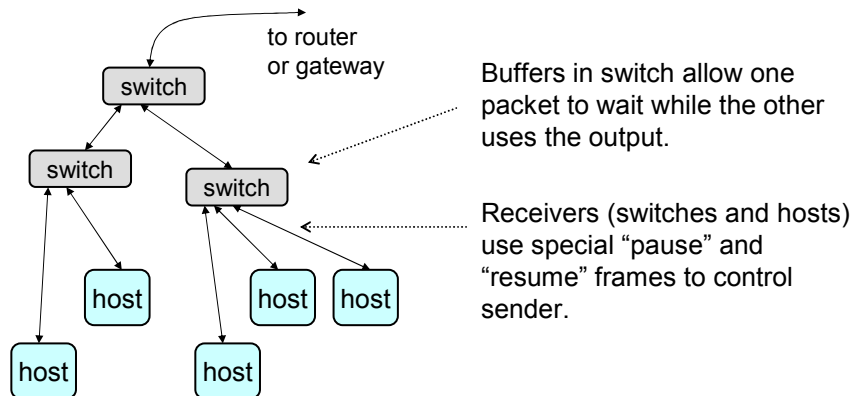 to router
or gateway
switch
Buffers in switch allow one
packet to wait while the other
uses the output.
switch
switch
Receivers (switches and hosts)
use special “pause” and
“resume” frames to control
sender.
host
host
host
host
host